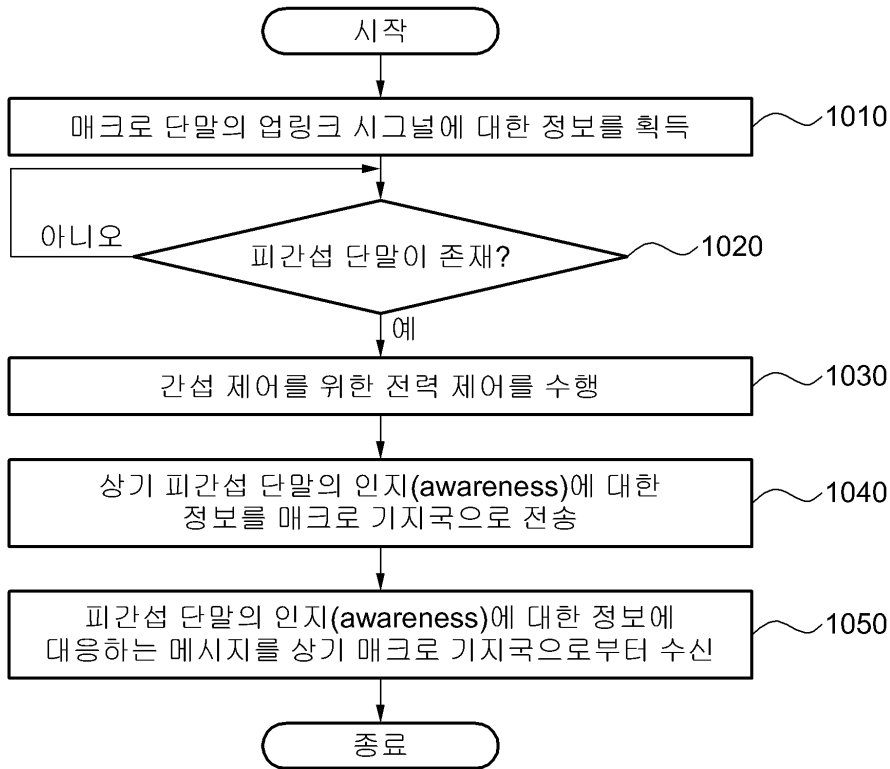 시작
매크로 단말의 업링크 시그널에 대한 정보를 획득
1010
아니오
피간섭 단말이 존재?
1020
예
간섭 제어를 위한 전력 제어를 수행
1030
상기 피간섭 단말의 인지(awareness)에 대한
정보를 매크로 기지국으로 전송
1040
피간섭 단말의 인지(awareness)에 대한 정보에
대응하는 메시지를 상기 매크로 기지국으로부터 수신
1050
종료